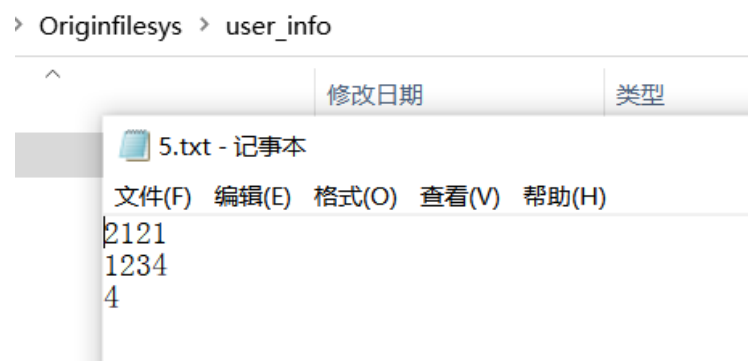 Originfilesys > user_info
修改日期 类型
5.txt - 记事本
文件(F) 编辑(E) 格式(O) 查看(V) 帮助(H)
2121
1234
4